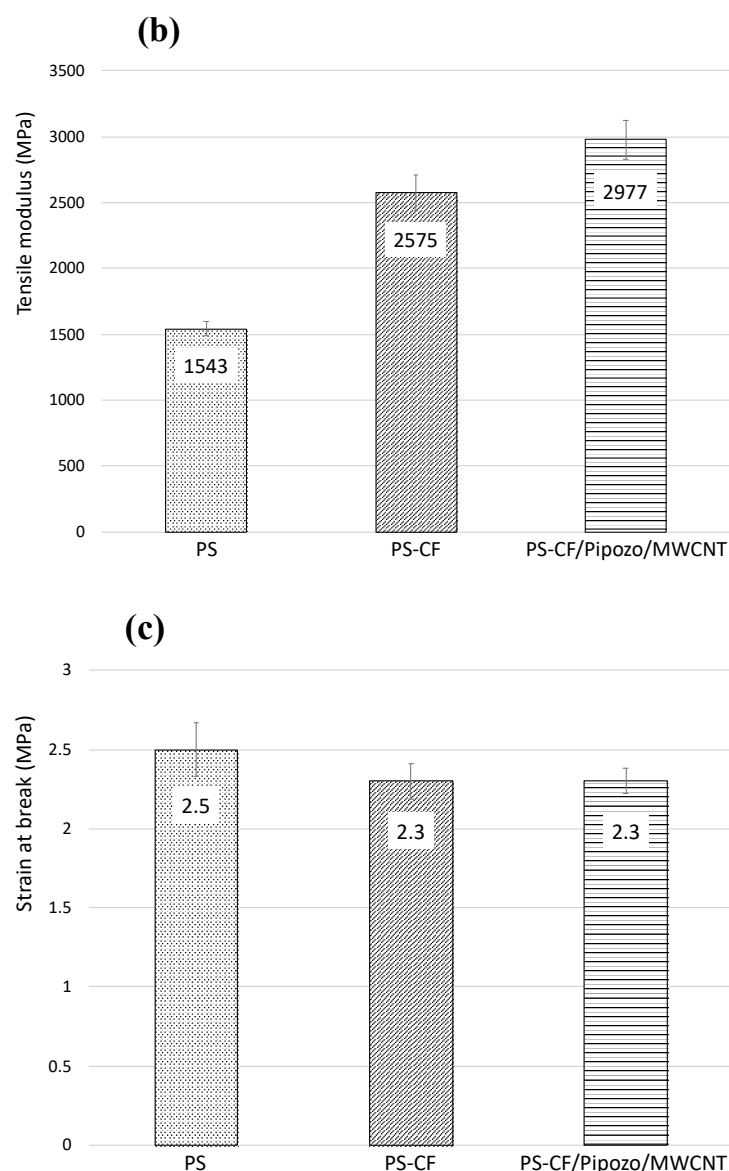 (b)
Tensile modulus (MPa)
3500
3000
2500
2000
1500
1000
500
0
1543
2575
2977
PS
PS-CF
PS-CF/Pipozo/MWCNT
(c)
Strain at break (MPa)
3
2.5
2
1.5
1
0.5
0
2.5
2.3
2.3
PS
PS-CF
PS-CF/Pipozo/MWCNT